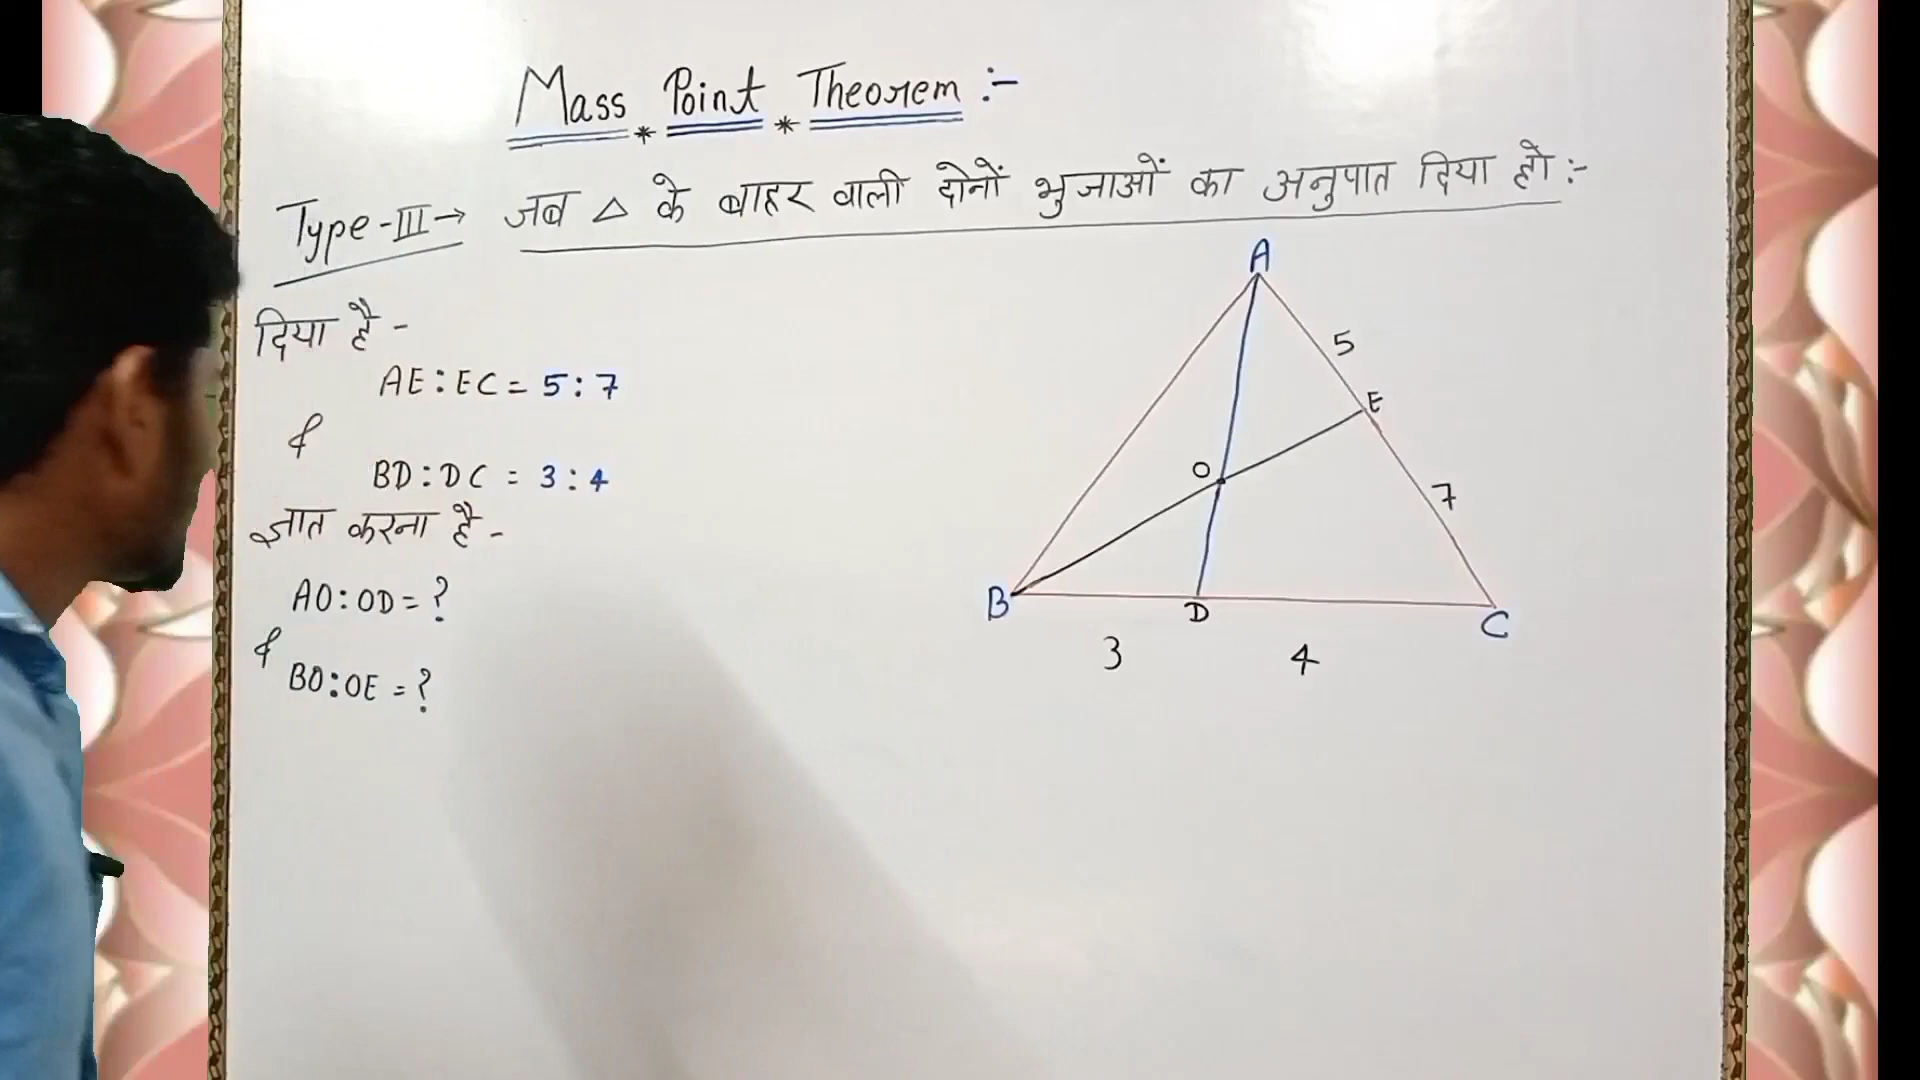 Mass * Point * Theorem :-
Type-III → जब △ के बाहर वाली दोनों भुजाओं का अनुपात दिया हो :-
दिया है -
AE : EC = 5 : 7
&
BD : DC = 3 : 4
ज्ञात करना है -
AO : OD = ?
&
BO : OE = ?
A
5
E
O
7
B
D
C
3
4